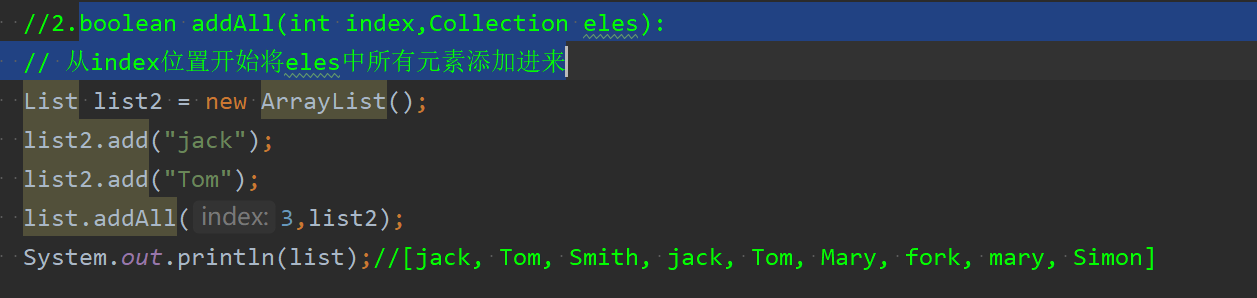 //2.boolean addAll(int index,Collection eles):
// 从index位置开始将eles中所有元素添加进来
List list2 = new ArrayList();
list2.add("jack");
list2.add("Tom");
list.addAll( index: 3,list2);
System.out.println(list);//[jack, Tom, Smith, jack, Tom, Mary, fork, mary, Simon]